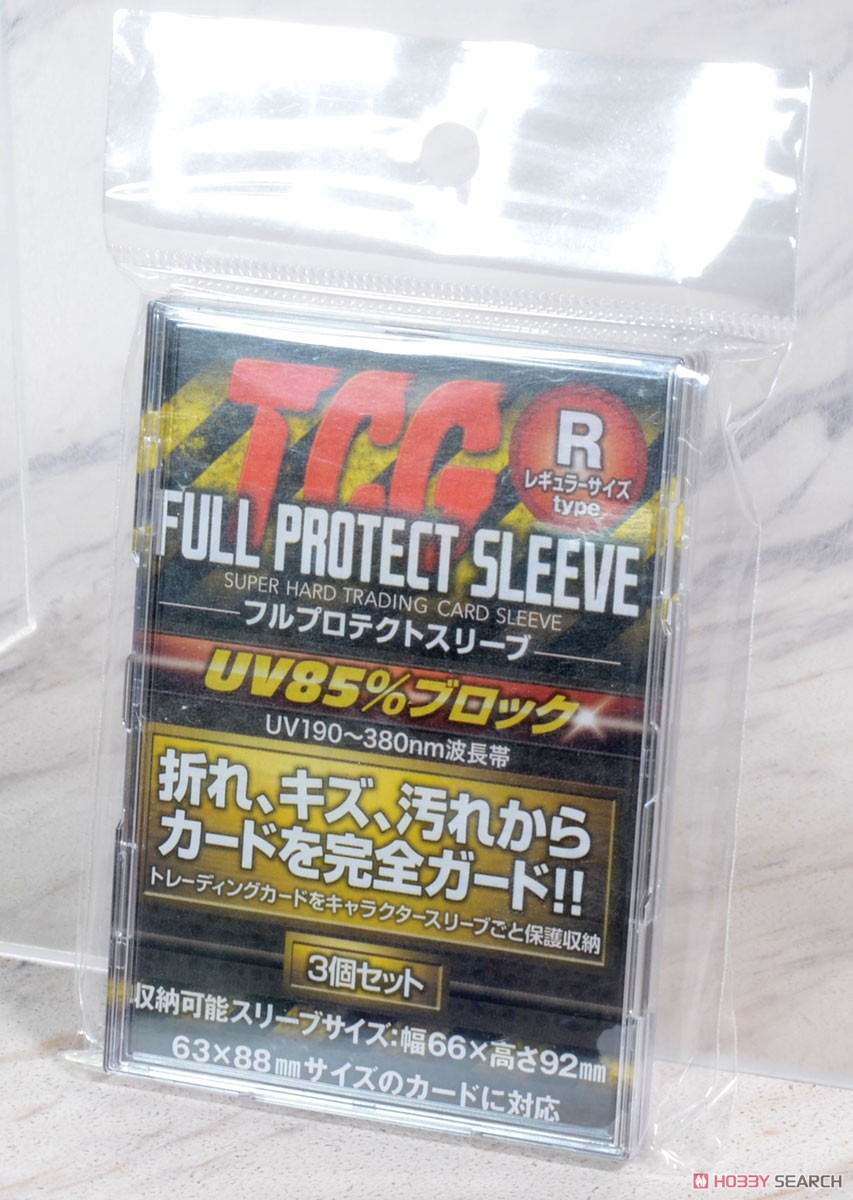 TCG
R
レギュラーサイズ
type
FULL PROTECT SLEEVE
SUPER HARD TRADING CARD SLEEVE
フルプロテクトスリーブ
UV85%ブロック
UV190～380nm波長帯
折れ、キズ、汚れから
カードを完全ガード!!
トレーディングカードをキャラクタースリーブごと保護収納
3個セット
収納可能スリーブサイズ:幅66×高さ92mm
63×88mmサイズのカードに対応
HOBBY SEARCH